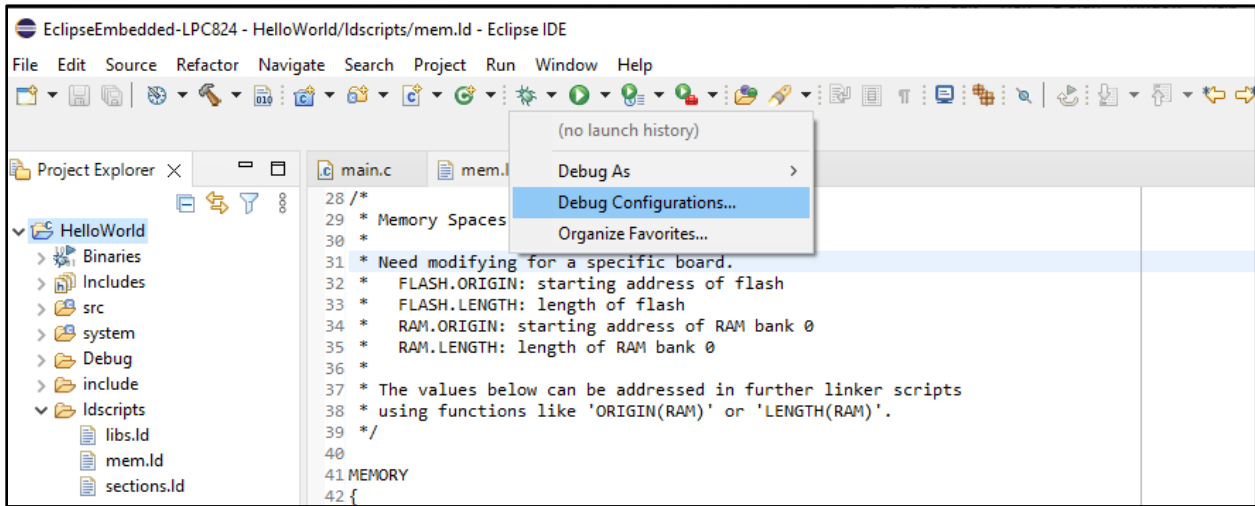 EclipseEmbedded-LPC824 - HelloWorld/ldscripts/mem.ld - Eclipse IDE
File Edit Source Refactor Navigate Search Project Run Window Help
(no launch history)
Debug As
Debug Configurations...
Organize Favorites...
Project Explorer
HelloWorld
Binaries
Includes
src
system
Debug
include
ldscripts
libs.ld
mem.ld
sections.ld
main.c
mem.l
28 /*
29 * Memory Spaces
30 *
31 * Need modifying for a specific board.
32 * FLASH.ORIGIN: starting address of flash
33 * FLASH.LENGTH: length of flash
34 * RAM.ORIGIN: starting address of RAM bank 0
35 * RAM.LENGTH: length of RAM bank 0
36 *
37 * The values below can be addressed in further linker scripts
38 * using functions like 'ORIGIN(RAM)' or 'LENGTH(RAM)'.
39 */
40
41 MEMORY
42 {